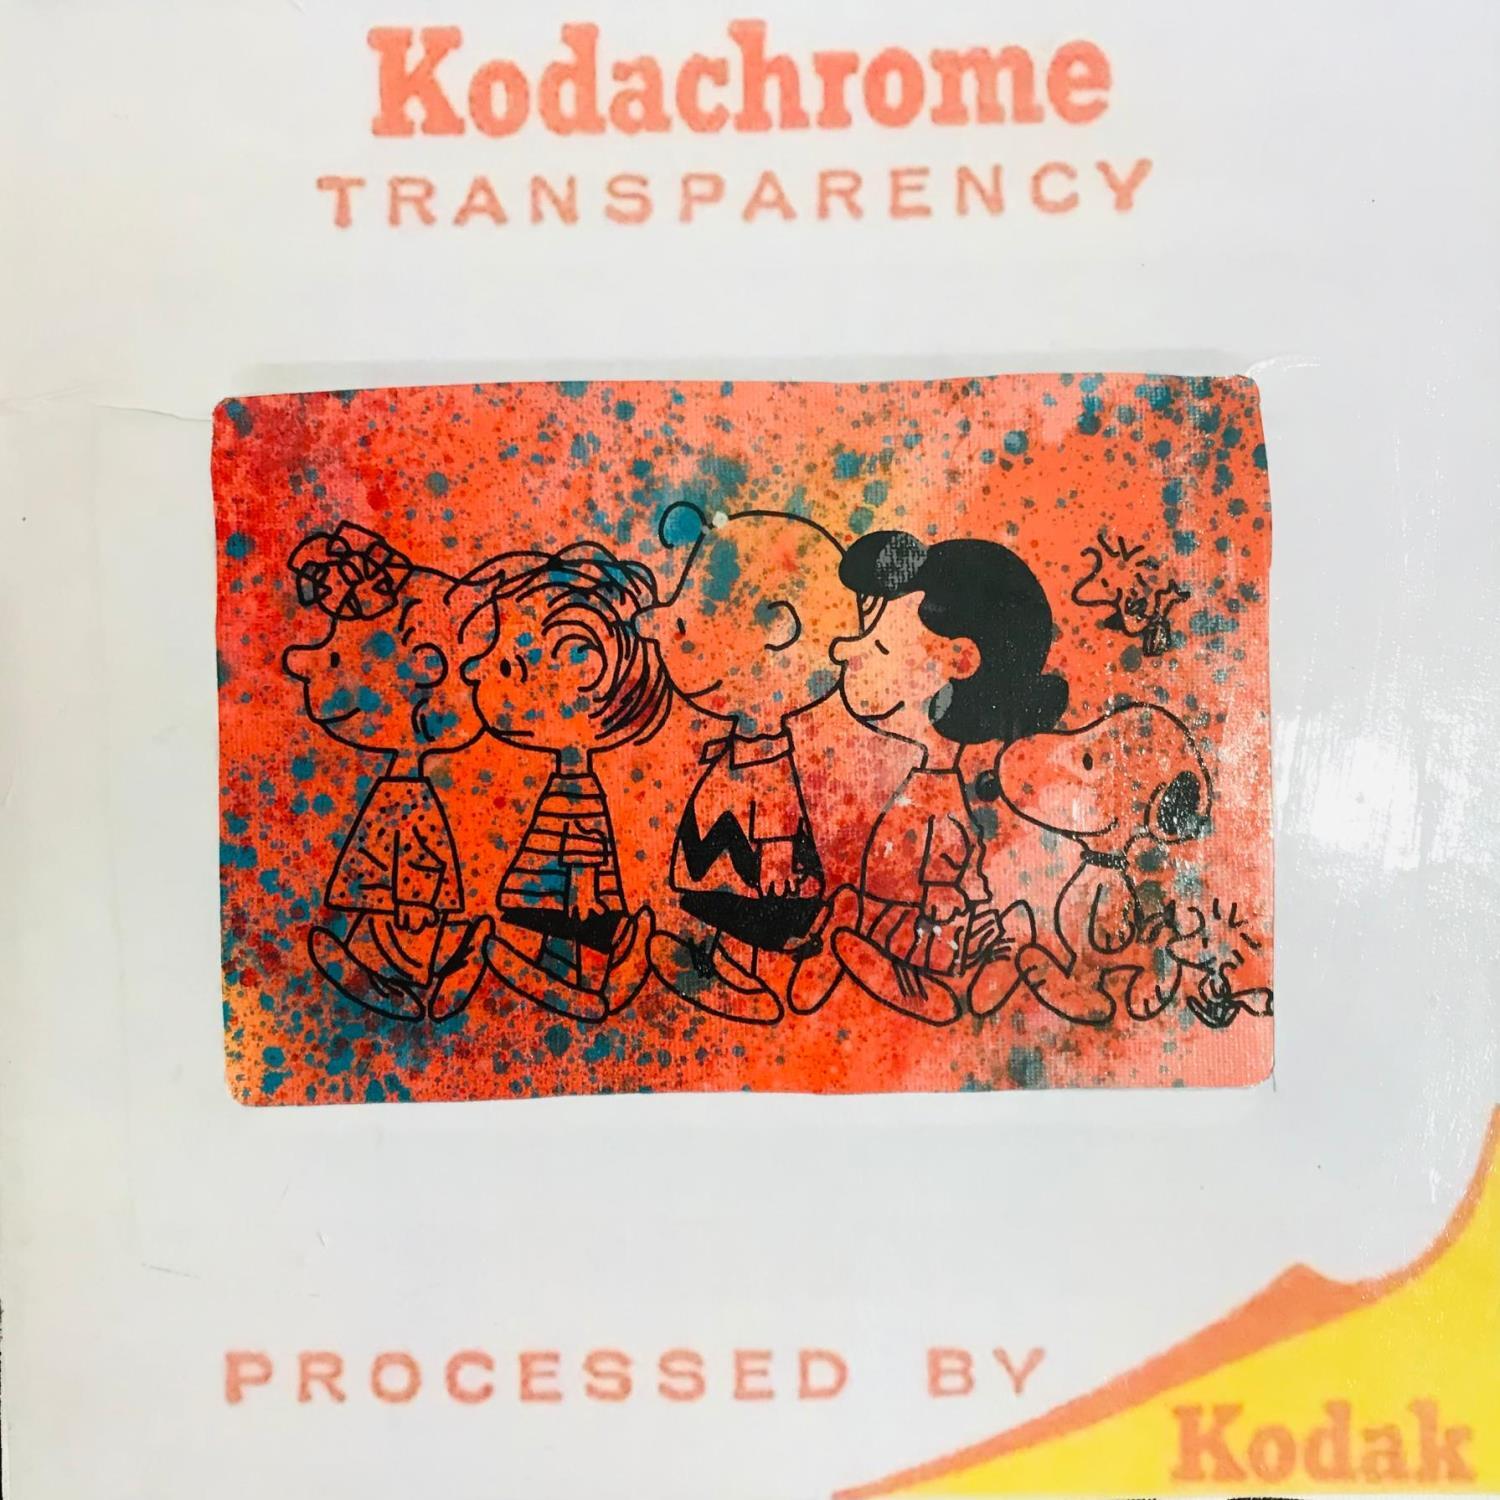 Kodachrome
TRANSPARENCY
PROCESSED BY
Kodak